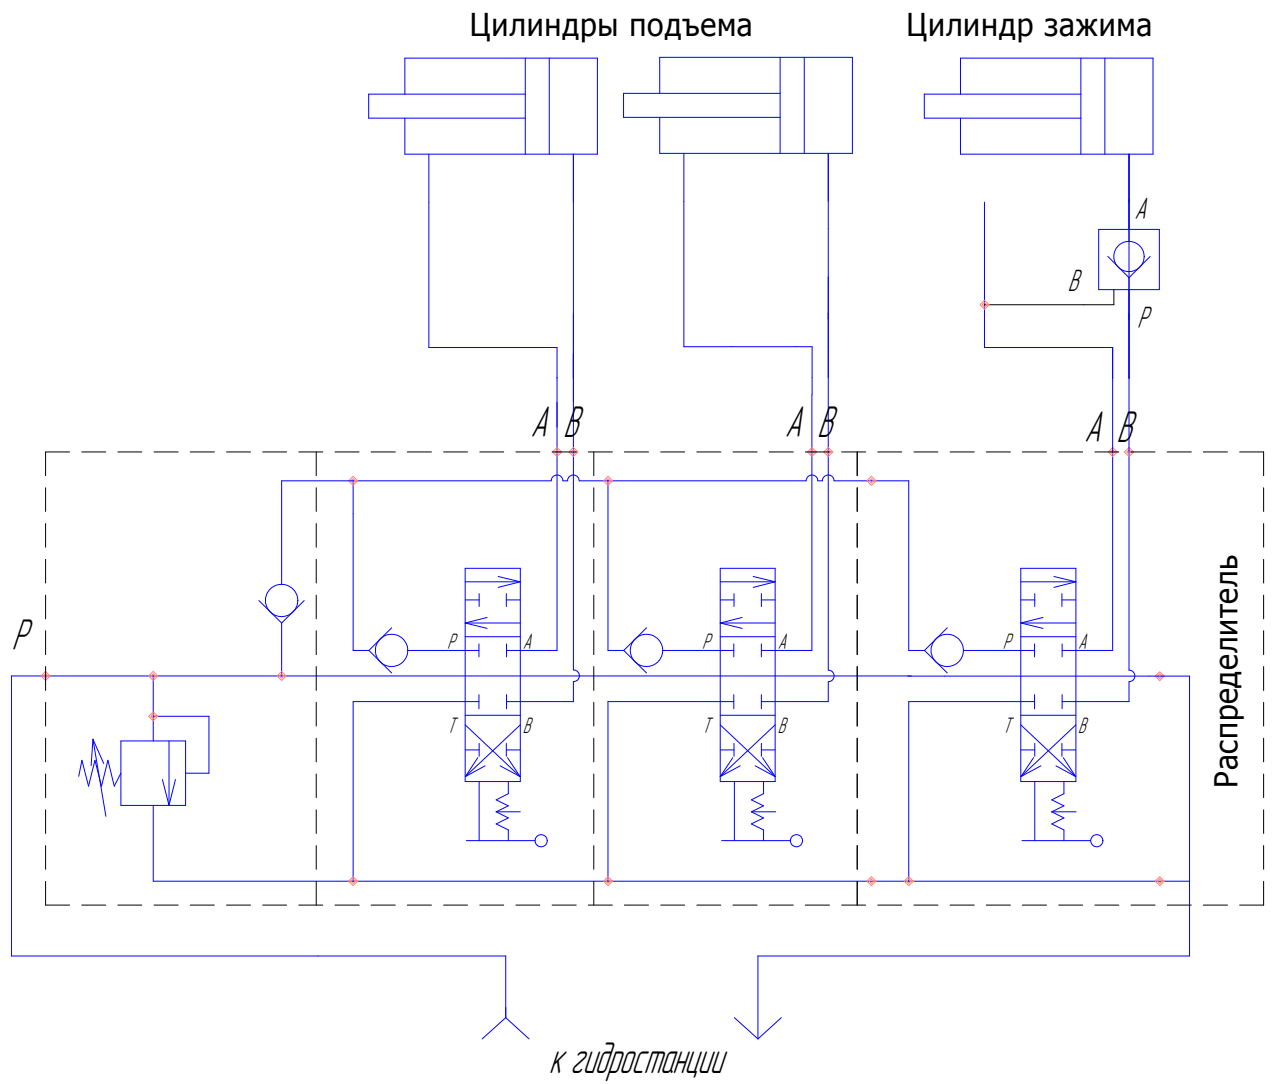 Цилиндры подъема
Цилиндр зажима
A
B
P
A B
A B
A B
P
P
A
P
A
P
A
T
B
T
B
T
B
Распределитель
к гидростанции